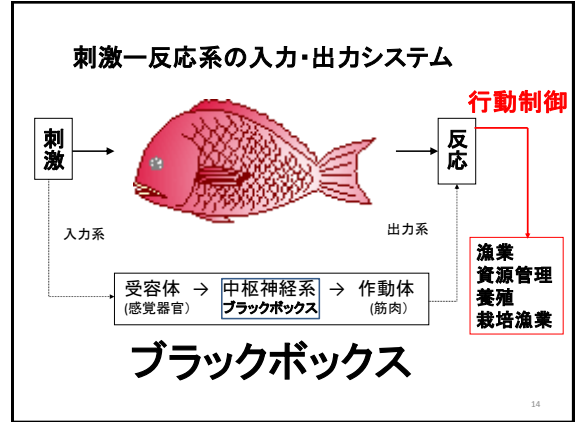 刺激ー反応系の入力・出力システム
行動制御
刺激
反応
入力系
出力系
受容体 → 中枢神経系 → 作動体
(感覚器官) ブラックボックス (筋肉)
漁業
資源管理
養殖
栽培漁業
ブラックボックス
14